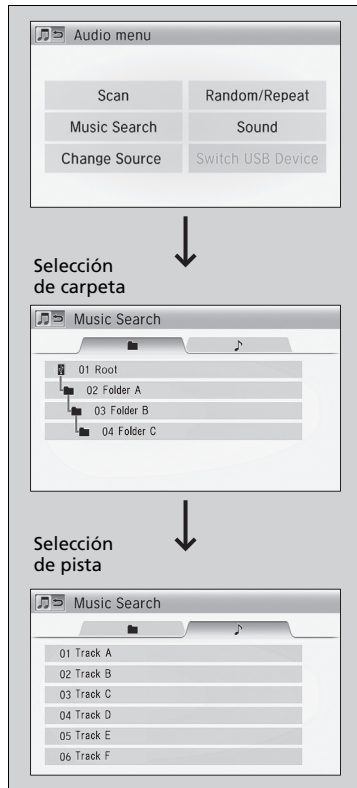 Audio menu
Scan Random/Repeat
Music Search Sound
Change Source Switch USB Device
Selección
de carpeta
Music Search
01 Root
02 Folder A
03 Folder B
04 Folder C
Selección
de pista
Music Search
01 Track A
02 Track B
03 Track C
04 Track D
05 Track E
06 Track F